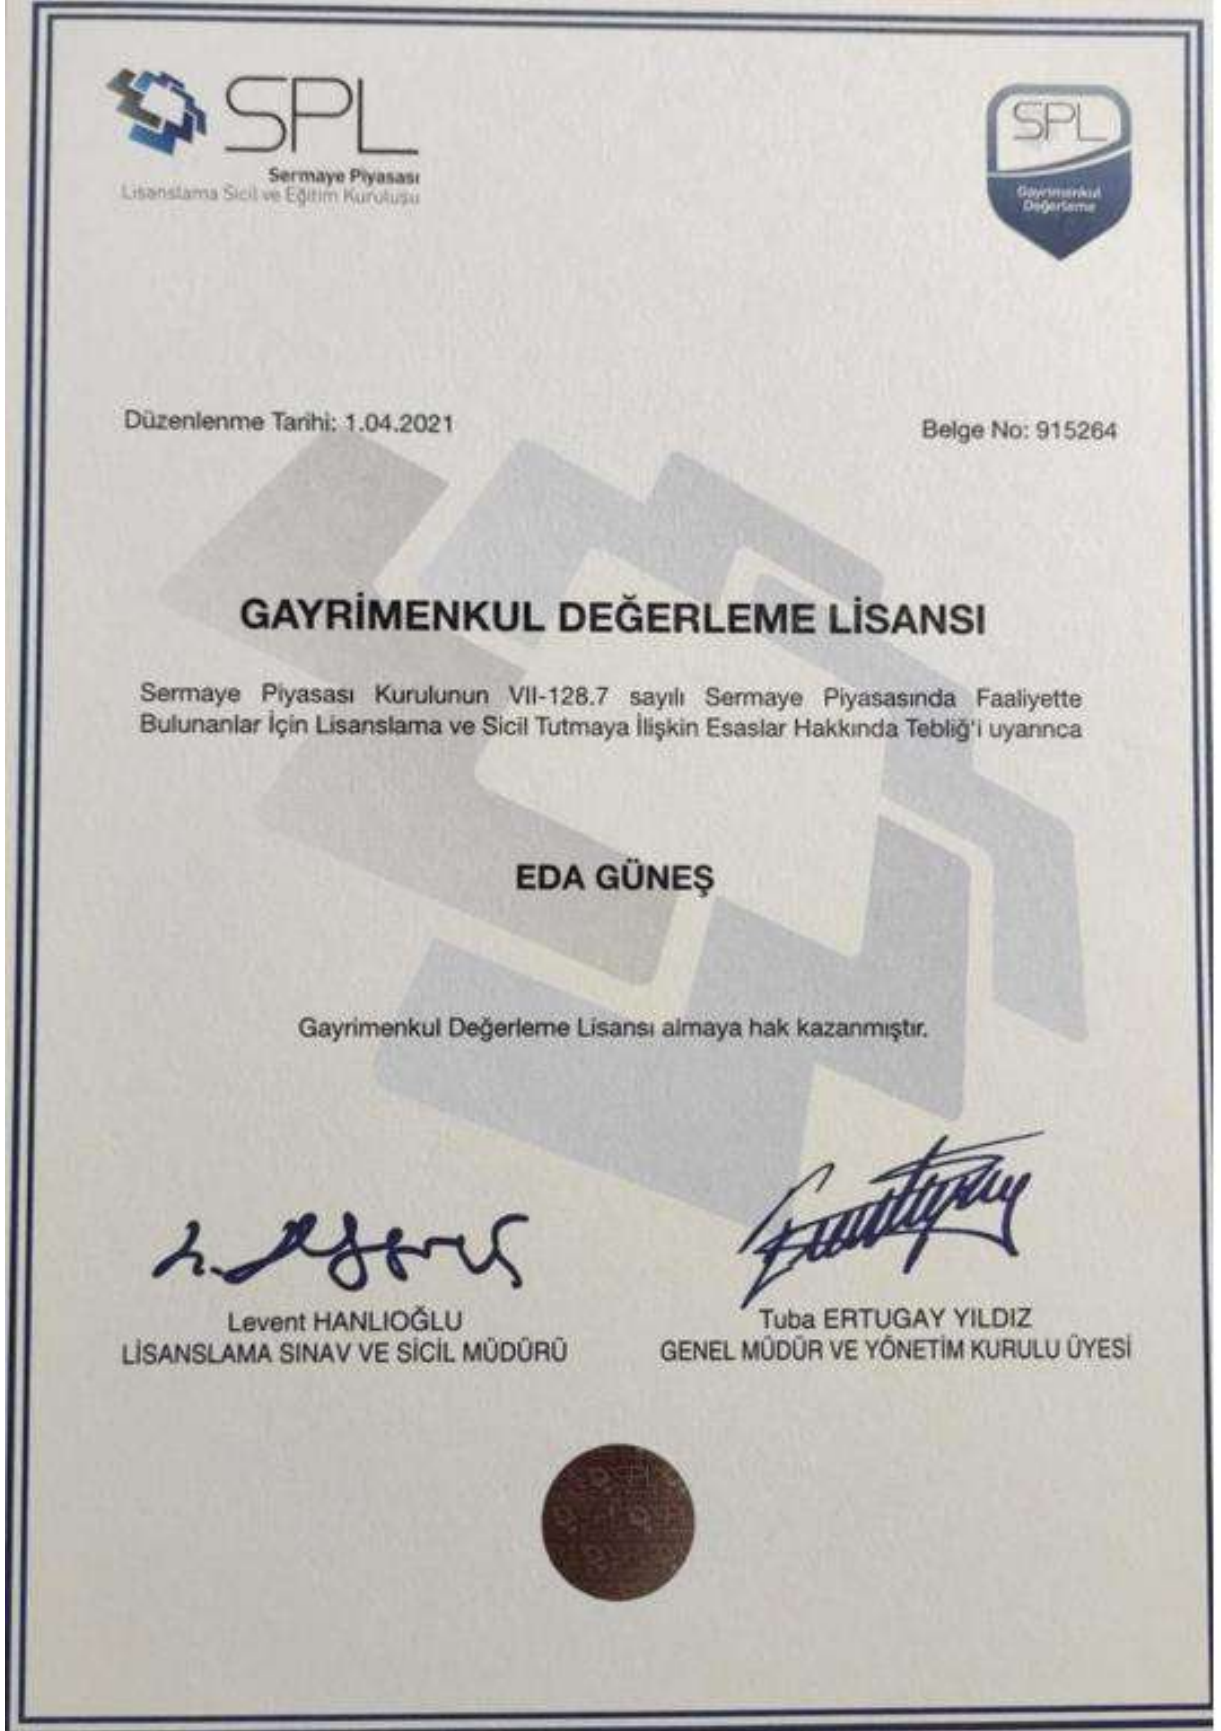 SPL
Sermaye Piyasası
Lisanslama Sicil ve Eğitim Kuruluşu
SPL
Gayrimenkul
Değerleme
Düzenlenme Tarihi: 1.04.2021
Belge No: 915264
GAYRİMENKUL DEĞERLEME LİSANSI
Sermaye Piyasası Kurulunun VII-128.7 sayılı Sermaye Piyasasında Faaliyette
Bulunanlar İçin Lisanslama ve Sicil Tutmaya İlişkin Esaslar Hakkında Tebliğ'i uyarınca
EDA GÜNEŞ
Gayrimenkul Değerleme Lisansı almaya hak kazanmıştır.
Levent HANLIOĞLU
LİSANSLAMA SINAV VE SİCİL MÜDÜRÜ
Tuba ERTUGAY YILDIZ
GENEL MÜDÜR VE YÖNETİM KURULU ÜYESİ